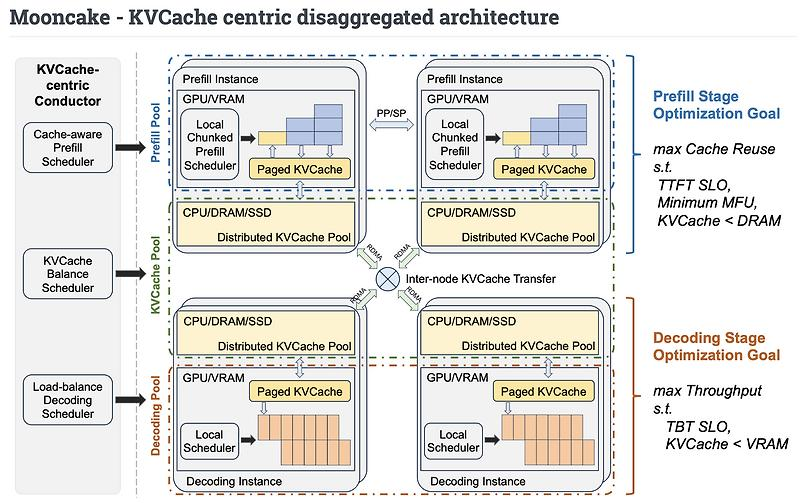 Mooncake - KVCache centric disaggregated architecture
KVCache-
centric
Conductor
Cache-aware
Prefill
Scheduler
KVCache
Balance
Scheduler
Load-balance
Decoding
Scheduler
Prefill Pool
KVCache Pool
Decoding Pool
Prefill Instance
GPU/VRAM
Local
Chunked
Prefill
Scheduler
Paged KVCache
CPU/DRAM/SSD
Distributed KVCache Pool
PP/SP
Prefill Instance
GPU/VRAM
Local
Chunked
Prefill
Scheduler
Paged KVCache
CPU/DRAM/SSD
Distributed KVCache Pool
RDMA
RDMA
Inter-node KVCache Transfer
RDMA
RDMA
CPU/DRAM/SSD
Distributed KVCache Pool
GPU/VRAM
Paged KVCache
Local
Scheduler
Decoding Instance
CPU/DRAM/SSD
Distributed KVCache Pool
GPU/VRAM
Paged KVCache
Local
Scheduler
Decoding Instance
Prefill Stage
Optimization Goal
max Cache Reuse
s.t.
TTFT SLO,
Minimum MFU,
KVCache < DRAM
Decoding Stage
Optimization Goal
max Throughput
s.t.
TBT SLO,
KVCache < VRAM